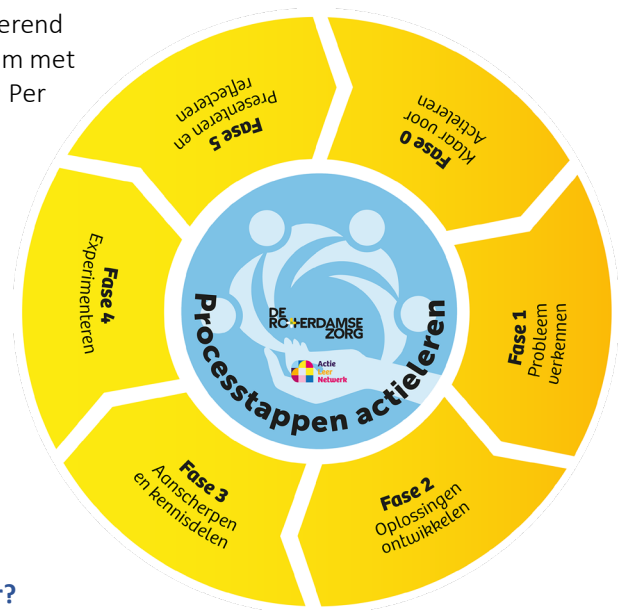 erend
m met
Per
Fase 0
Klaar voor
Actieleren
Fase 1
Probleem
verkennen
Fase 2
Oplossingen
ontwikkelen
Fase 3
Aanscherpen
en kennisdelen
Fase 4
Experimenteren
Fase 5
Presenteren en
reflecteren
DE
ROTTERDAMSE
ZORG
Actie
Leer
Netwerk
Processtappen actieleren
r?